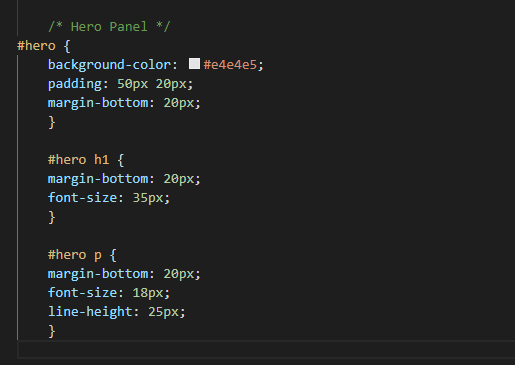 /* Hero Panel */
#hero {
background-color: #e4e4e5;
padding: 50px 20px;
margin-bottom: 20px;
}
#hero h1 {
margin-bottom: 20px;
font-size: 35px;
}
#hero p {
margin-bottom: 20px;
font-size: 18px;
line-height: 25px;
}